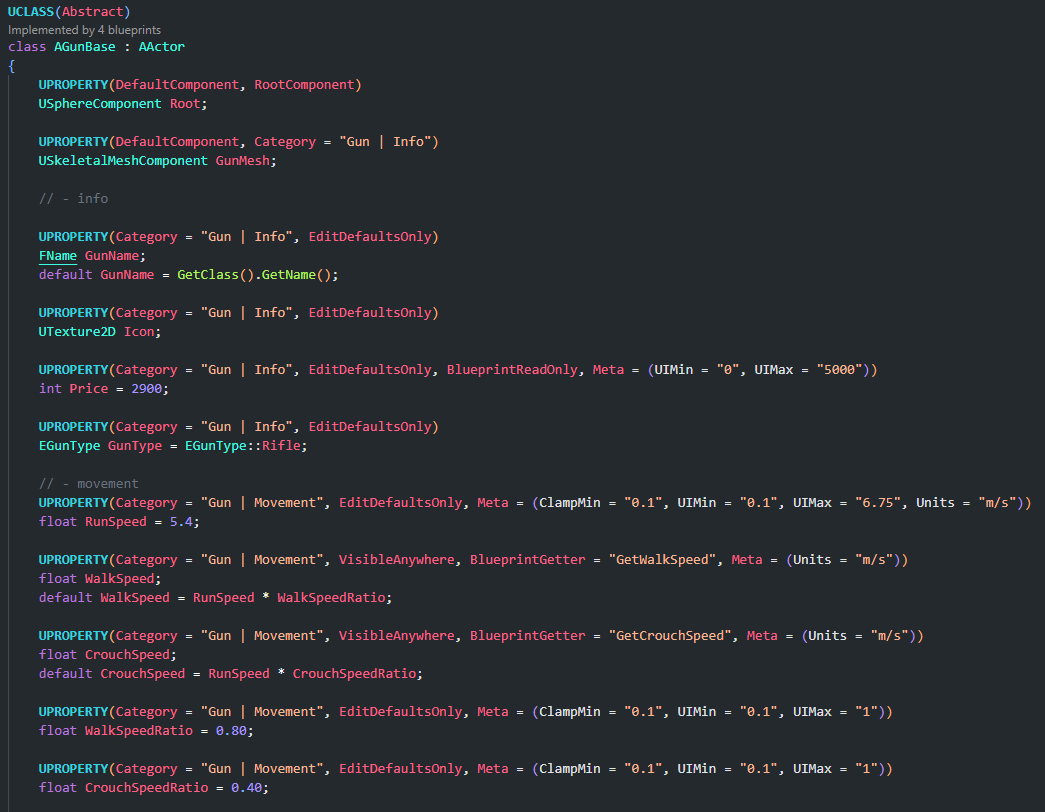 UCLASS(Abstract)
Implemented by 4 blueprints
class AGunBase : AActor
{
UPROPERTY(DefaultComponent, RootComponent)
USphereComponent Root;
UPROPERTY(DefaultComponent, Category = "Gun | Info")
USkeletalMeshComponent GunMesh;
// - info
UPROPERTY(Category = "Gun | Info", EditDefaultsOnly)
FName GunName;
default GunName = GetClass().GetName();
UPROPERTY(Category = "Gun | Info", EditDefaultsOnly)
UTexture2D Icon;
UPROPERTY(Category = "Gun | Info", EditDefaultsOnly, BlueprintReadOnly, Meta = (UIMin = "0", UIMax = "5000"))
int Price = 2900;
UPROPERTY(Category = "Gun | Info", EditDefaultsOnly)
EGunType GunType = EGunType::Rifle;
// - movement
UPROPERTY(Category = "Gun | Movement", EditDefaultsOnly, Meta = (ClampMin = "0.1", UIMin = "0.1", UIMax = "6.75", Units = "m/s"))
float RunSpeed = 5.4;
UPROPERTY(Category = "Gun | Movement", VisibleAnywhere, BlueprintGetter = "GetWalkSpeed", Meta = (Units = "m/s"))
float WalkSpeed;
default WalkSpeed = RunSpeed * WalkSpeedRatio;
UPROPERTY(Category = "Gun | Movement", VisibleAnywhere, BlueprintGetter = "GetCrouchSpeed", Meta = (Units = "m/s"))
float CrouchSpeed;
default CrouchSpeed = RunSpeed * CrouchSpeedRatio;
UPROPERTY(Category = "Gun | Movement", EditDefaultsOnly, Meta = (ClampMin = "0.1", UIMin = "0.1", UIMax = "1"))
float WalkSpeedRatio = 0.80;
UPROPERTY(Category = "Gun | Movement", EditDefaultsOnly, Meta = (ClampMin = "0.1", UIMin = "0.1", UIMax = "1"))
float CrouchSpeedRatio = 0.40;